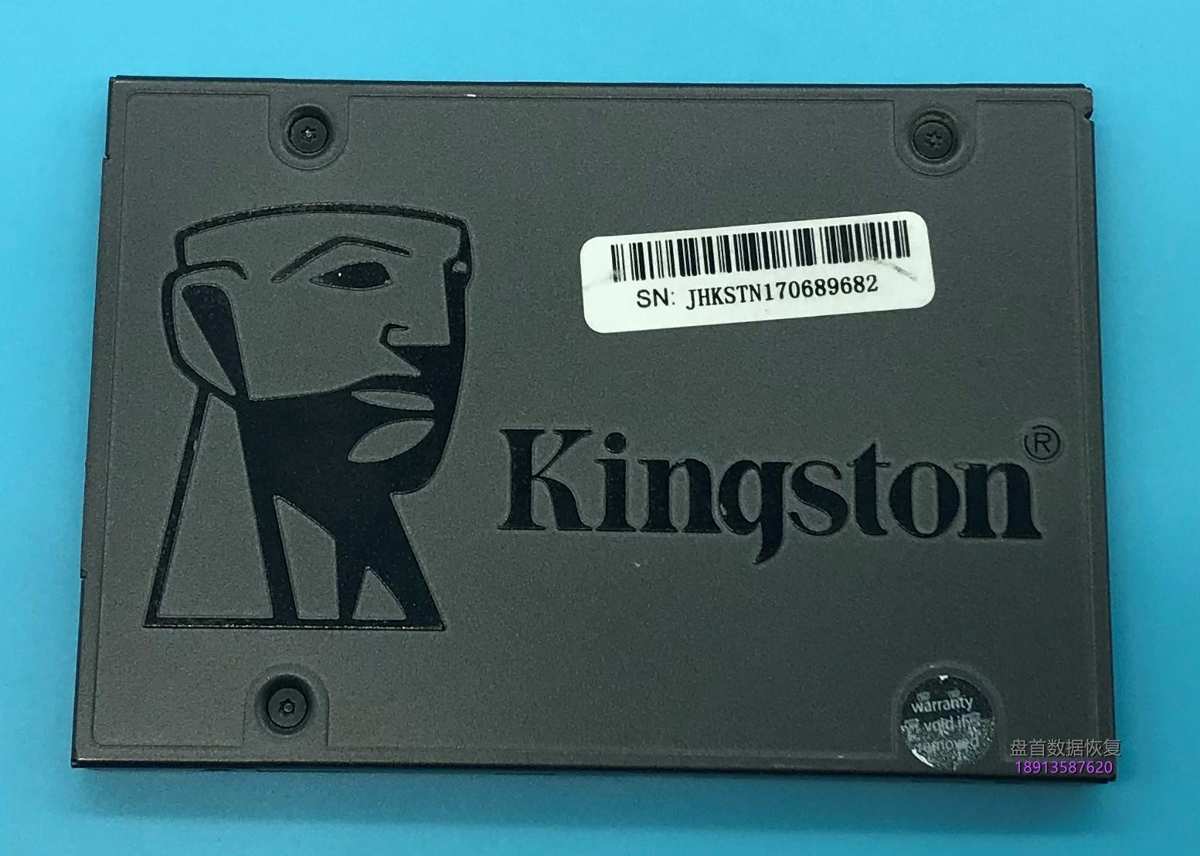 SN: JHKSTN170689682
Kingston®
warranty
void if
removed
盘首数据恢复
18913587620